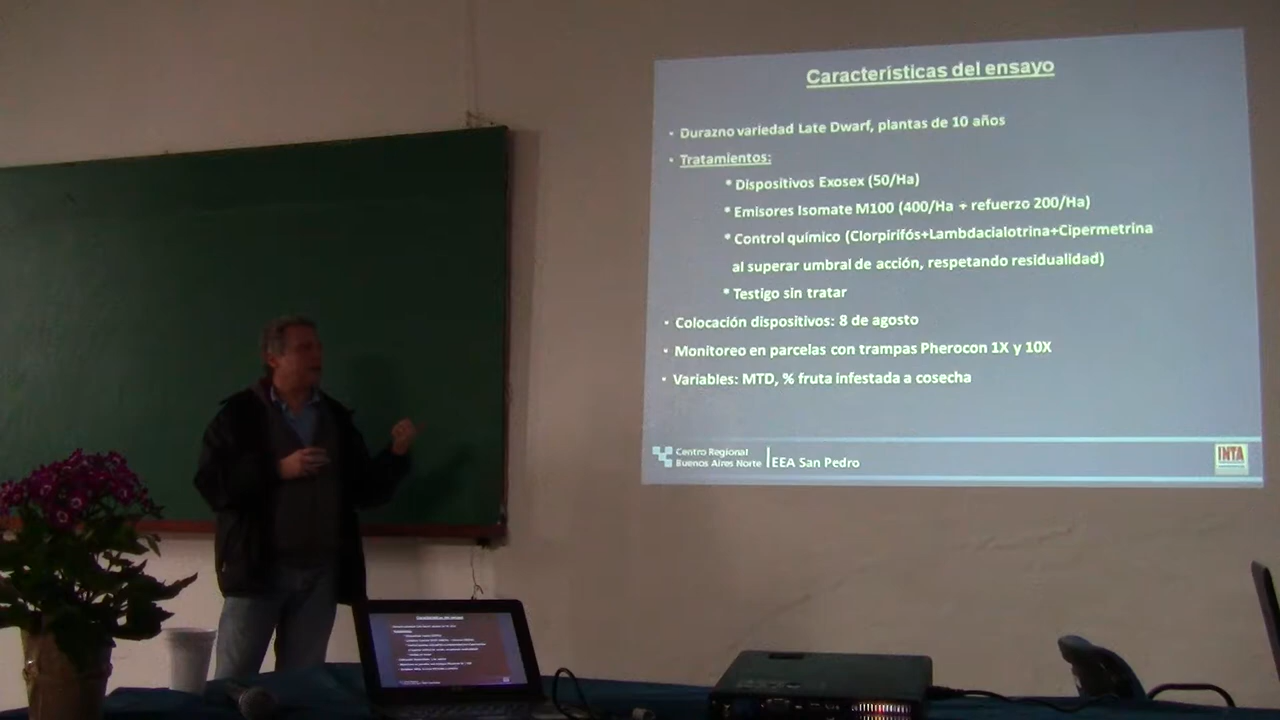 Características del ensayo
• Durazno variedad Late Dwarf, plantas de 10 años
• Tratamientos:
* Dispositivos Exosex (50/Ha)
* Emisores Isomate M100 (400/Ha + refuerzo 200/Ha)
* Control químico (Clorpirifós+Lambdacialotrina+Cipermetrina
al superar umbral de acción, respetando residualidad)
* Testigo sin tratar
• Colocación dispositivos: 8 de agosto
• Monitoreo en parcelas con trampas Pherocon 1X y 10X
• Variables: MTD, % fruta infestada a cosecha
Centro Regional
Buenos Aires Norte
EEA San Pedro
INTA
Características del ensayo